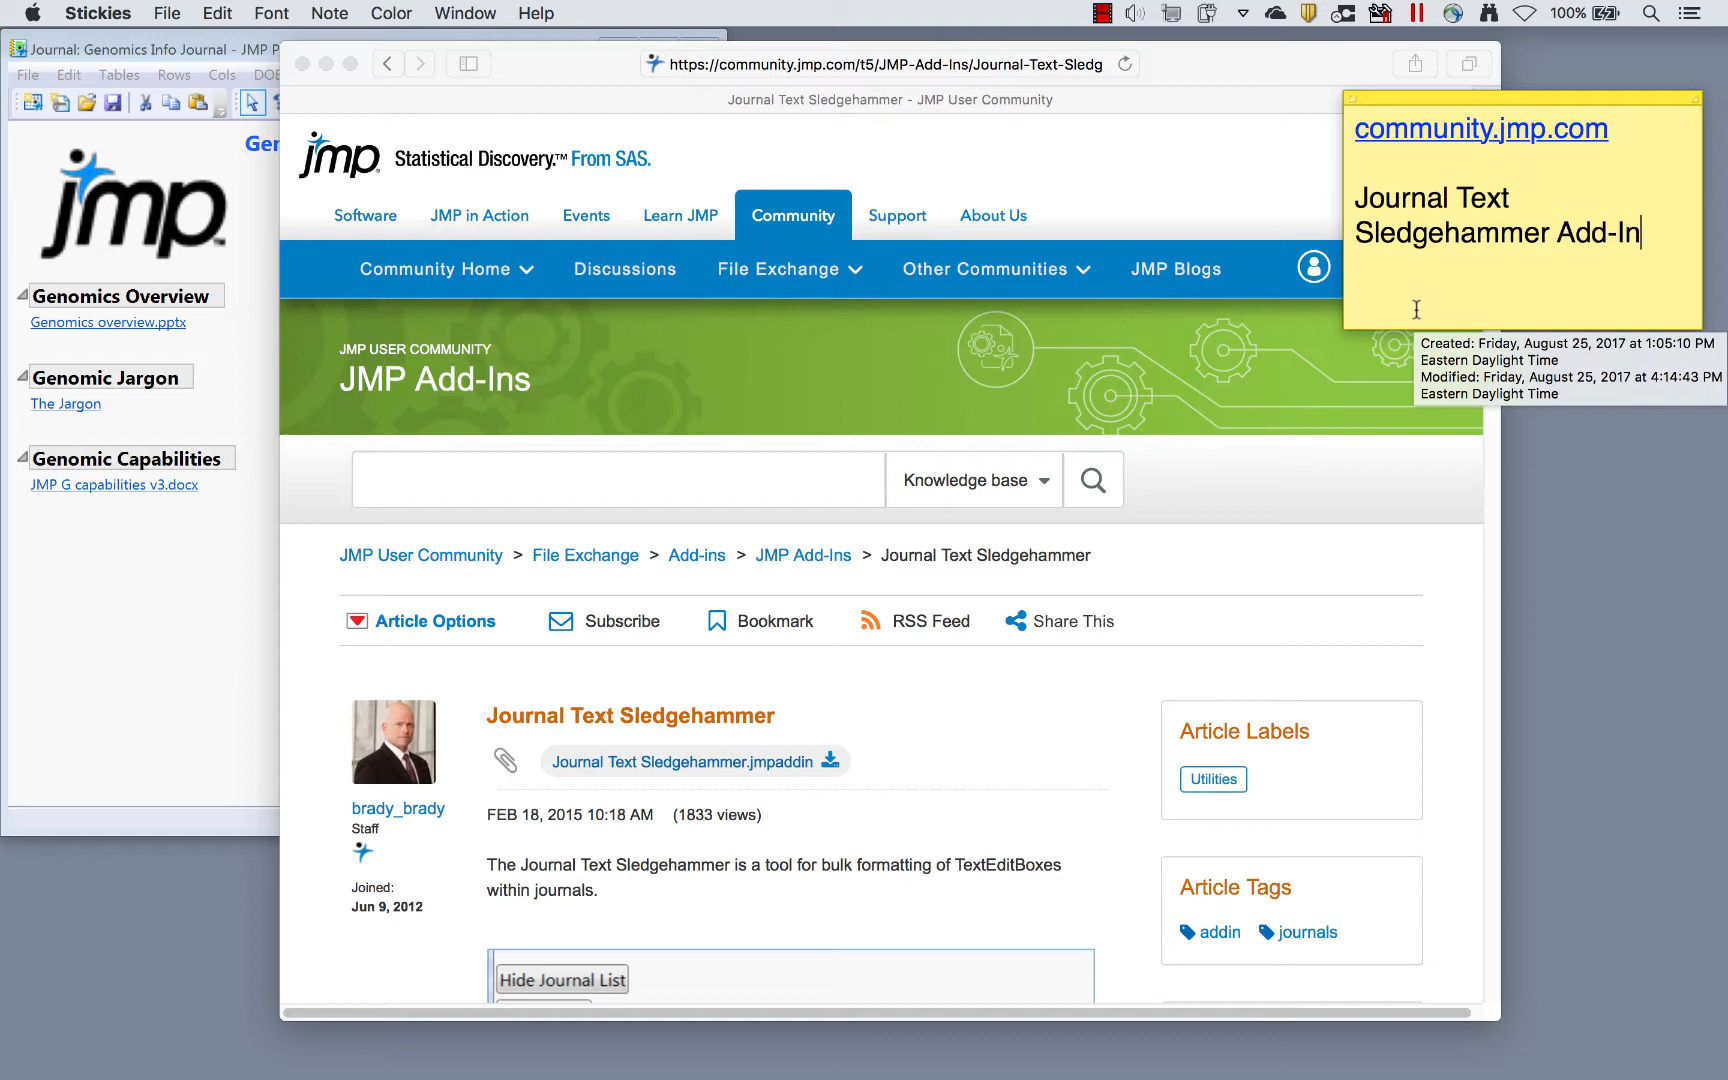 Stickies File Edit Font Note Color Window Help
100%
Journal: Genomics Info Journal - JMP P
File Edit Tables Rows Cols DOE
jmp
Genomics Overview
Genomics overview.pptx
Genomic Jargon
The Jargon
Genomic Capabilities
JMP G capabilities v3.docx
https://community.jmp.com/t5/JMP-Add-Ins/Journal-Text-Sledg
Journal Text Sledgehammer - JMP User Community
jmp Statistical Discovery.™ From SAS.
Software JMP in Action Events Learn JMP Community Support About Us
Community Home Discussions File Exchange Other Communities JMP Blogs
JMP USER COMMUNITY
JMP Add-Ins
Knowledge base
JMP User Community > File Exchange > Add-ins > JMP Add-Ins > Journal Text Sledgehammer
Article Options Subscribe Bookmark RSS Feed Share This
Journal Text Sledgehammer
Journal Text Sledgehammer.jmpaddin
brady_brady
Staff
Joined:
Jun 9, 2012
FEB 18, 2015 10:18 AM (1833 views)
The Journal Text Sledgehammer is a tool for bulk formatting of TextEditBoxes
within journals.
Hide Journal List
Article Labels
Utilities
Article Tags
addin journals
community.jmp.com
Journal Text
Sledgehammer Add-In
Created: Friday, August 25, 2017 at 1:05:10 PM
Eastern Daylight Time
Modified: Friday, August 25, 2017 at 4:14:43 PM
Eastern Daylight Time